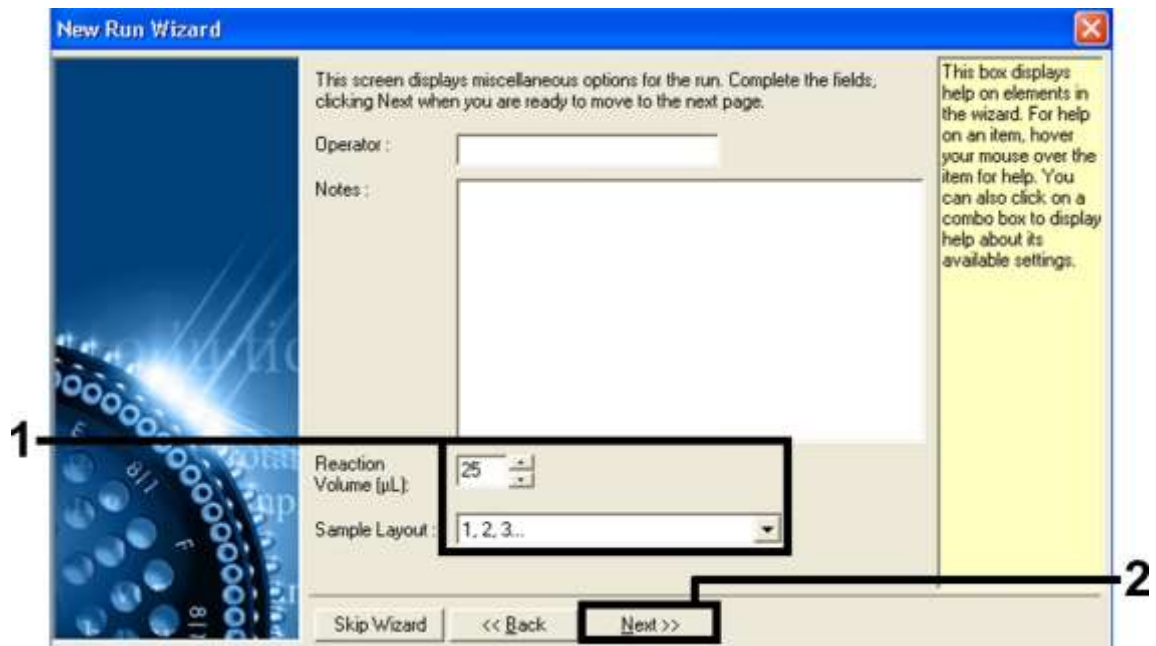 New Run Wizard
This screen displays miscellaneous options for the run. Complete the fields,
clicking Next when you are ready to move to the next page.
Operator :
Notes :
Reaction
Volume (µL):
25
Sample Layout :
1, 2, 3...
Skip Wizard
<< Back
Next >>
This box displays
help on elements in
the wizard. For help
on an item, hover
your mouse over the
item for help. You
can also click on a
combo box to display
help about its
available settings.
1
2